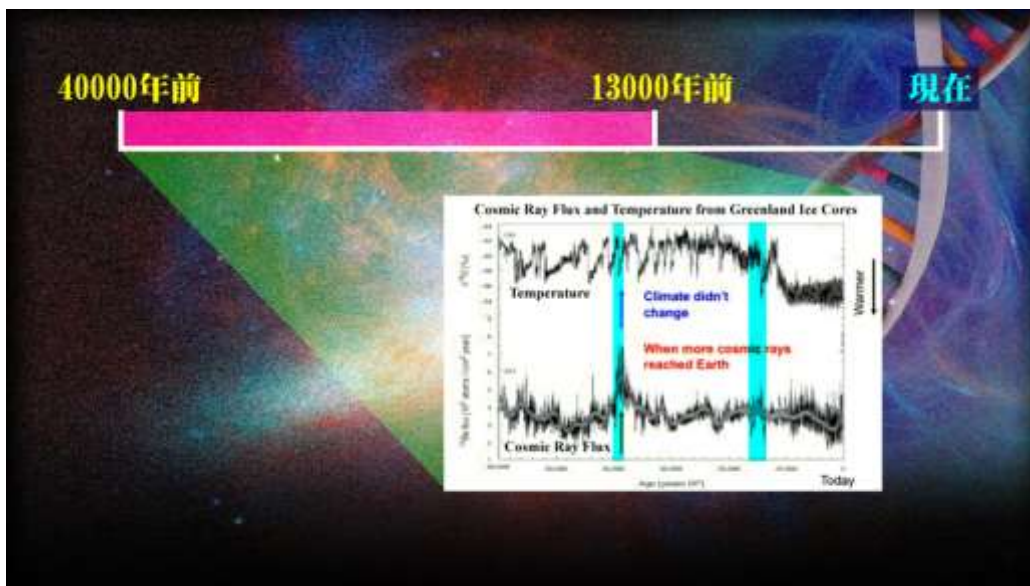 40000年前
13000年前
現在
Cosmic Ray Flux and Temperature from Greenland Ice Cores
Temperature
Climate didn't
change
Warmer
When more cosmic rays
reached Earth
Cosmic Ray Flux
Today